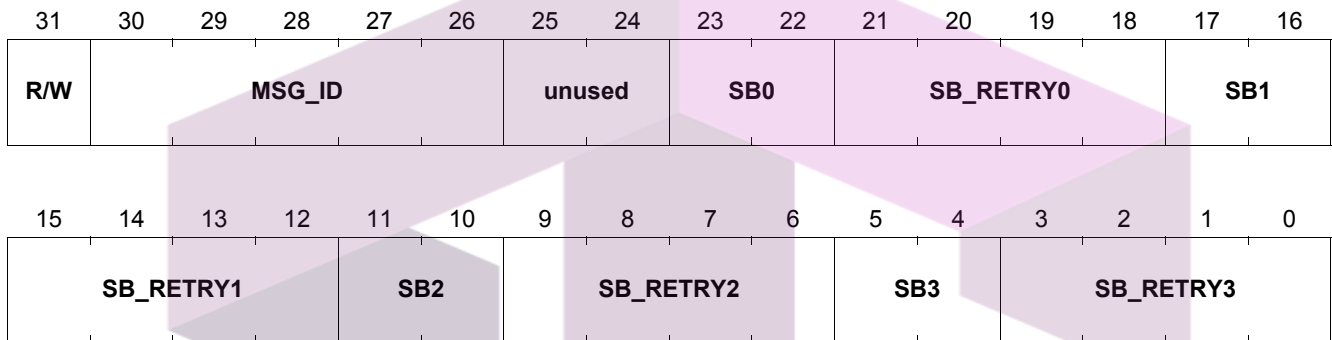 31 30 29 28 27 26 25 24 23 22 21 20 19 18 17 16
R/W MSG_ID unused SB0 SB_RETRY0 SB1
15 14 13 12 11 10 9 8 7 6 5 4 3 2 1 0
SB_RETRY1 SB2 SB_RETRY2 SB3 SB_RETRY3